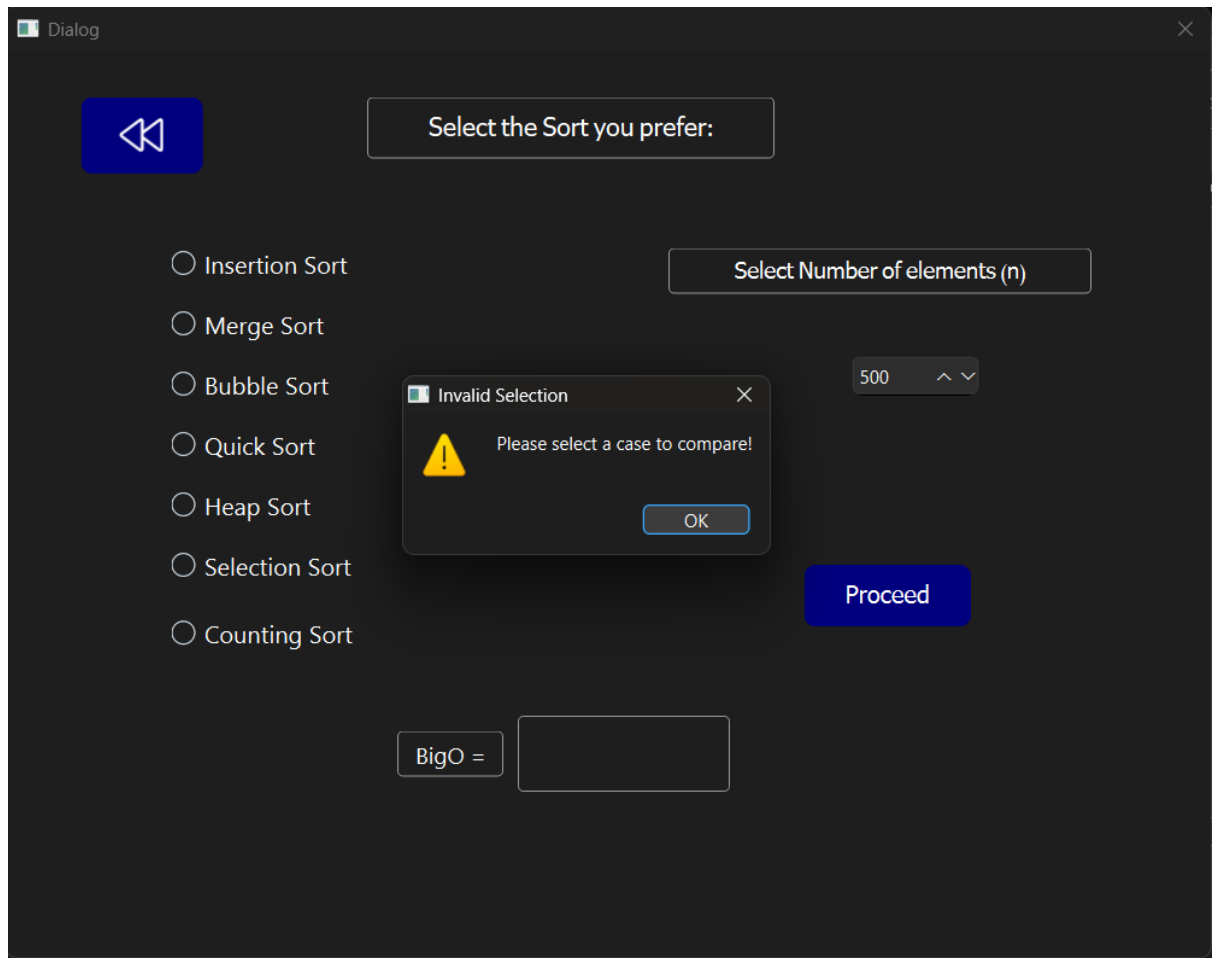 Dialog
Select the Sort you prefer:
Insertion Sort
Select Number of elements (n)
Merge Sort
Bubble Sort
500
Invalid Selection
Please select a case to compare!
OK
Quick Sort
Heap Sort
Selection Sort
Proceed
Counting Sort
BigO =